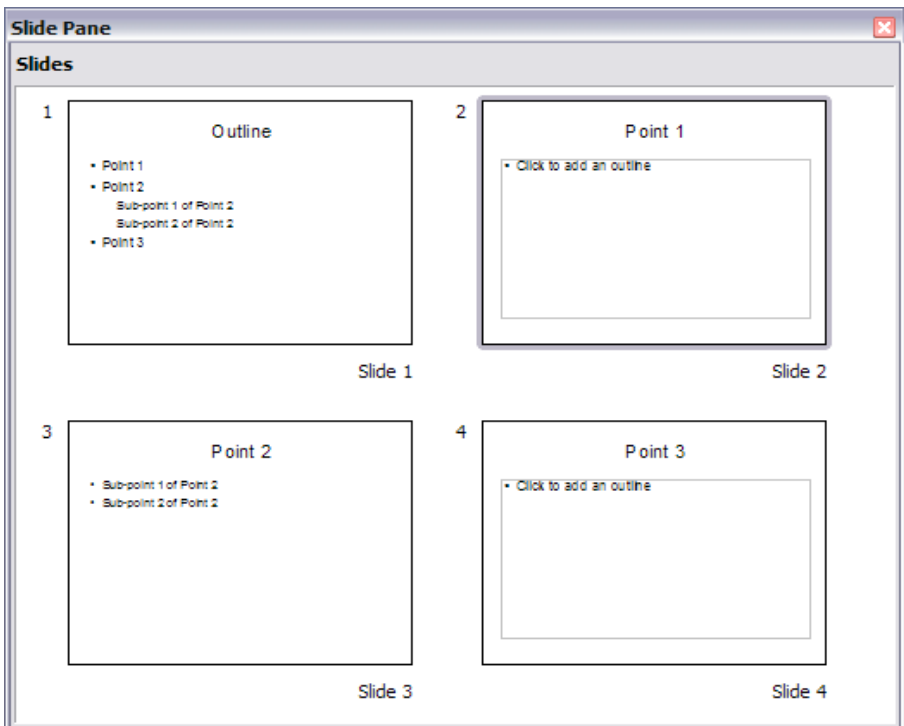 Slide Pane
Slides
1
Outline
• Point 1
• Point 2
Sub-point 1 of Point 2
Sub-point 2 of Point 2
• Point 3
Slide 1
2
Point 1
• Click to add an outline
Slide 2
3
Point 2
• Sub-point 1 of Point 2
• Sub-point 2 of Point 2
Slide 3
4
Point 3
• Click to add an outline
Slide 4